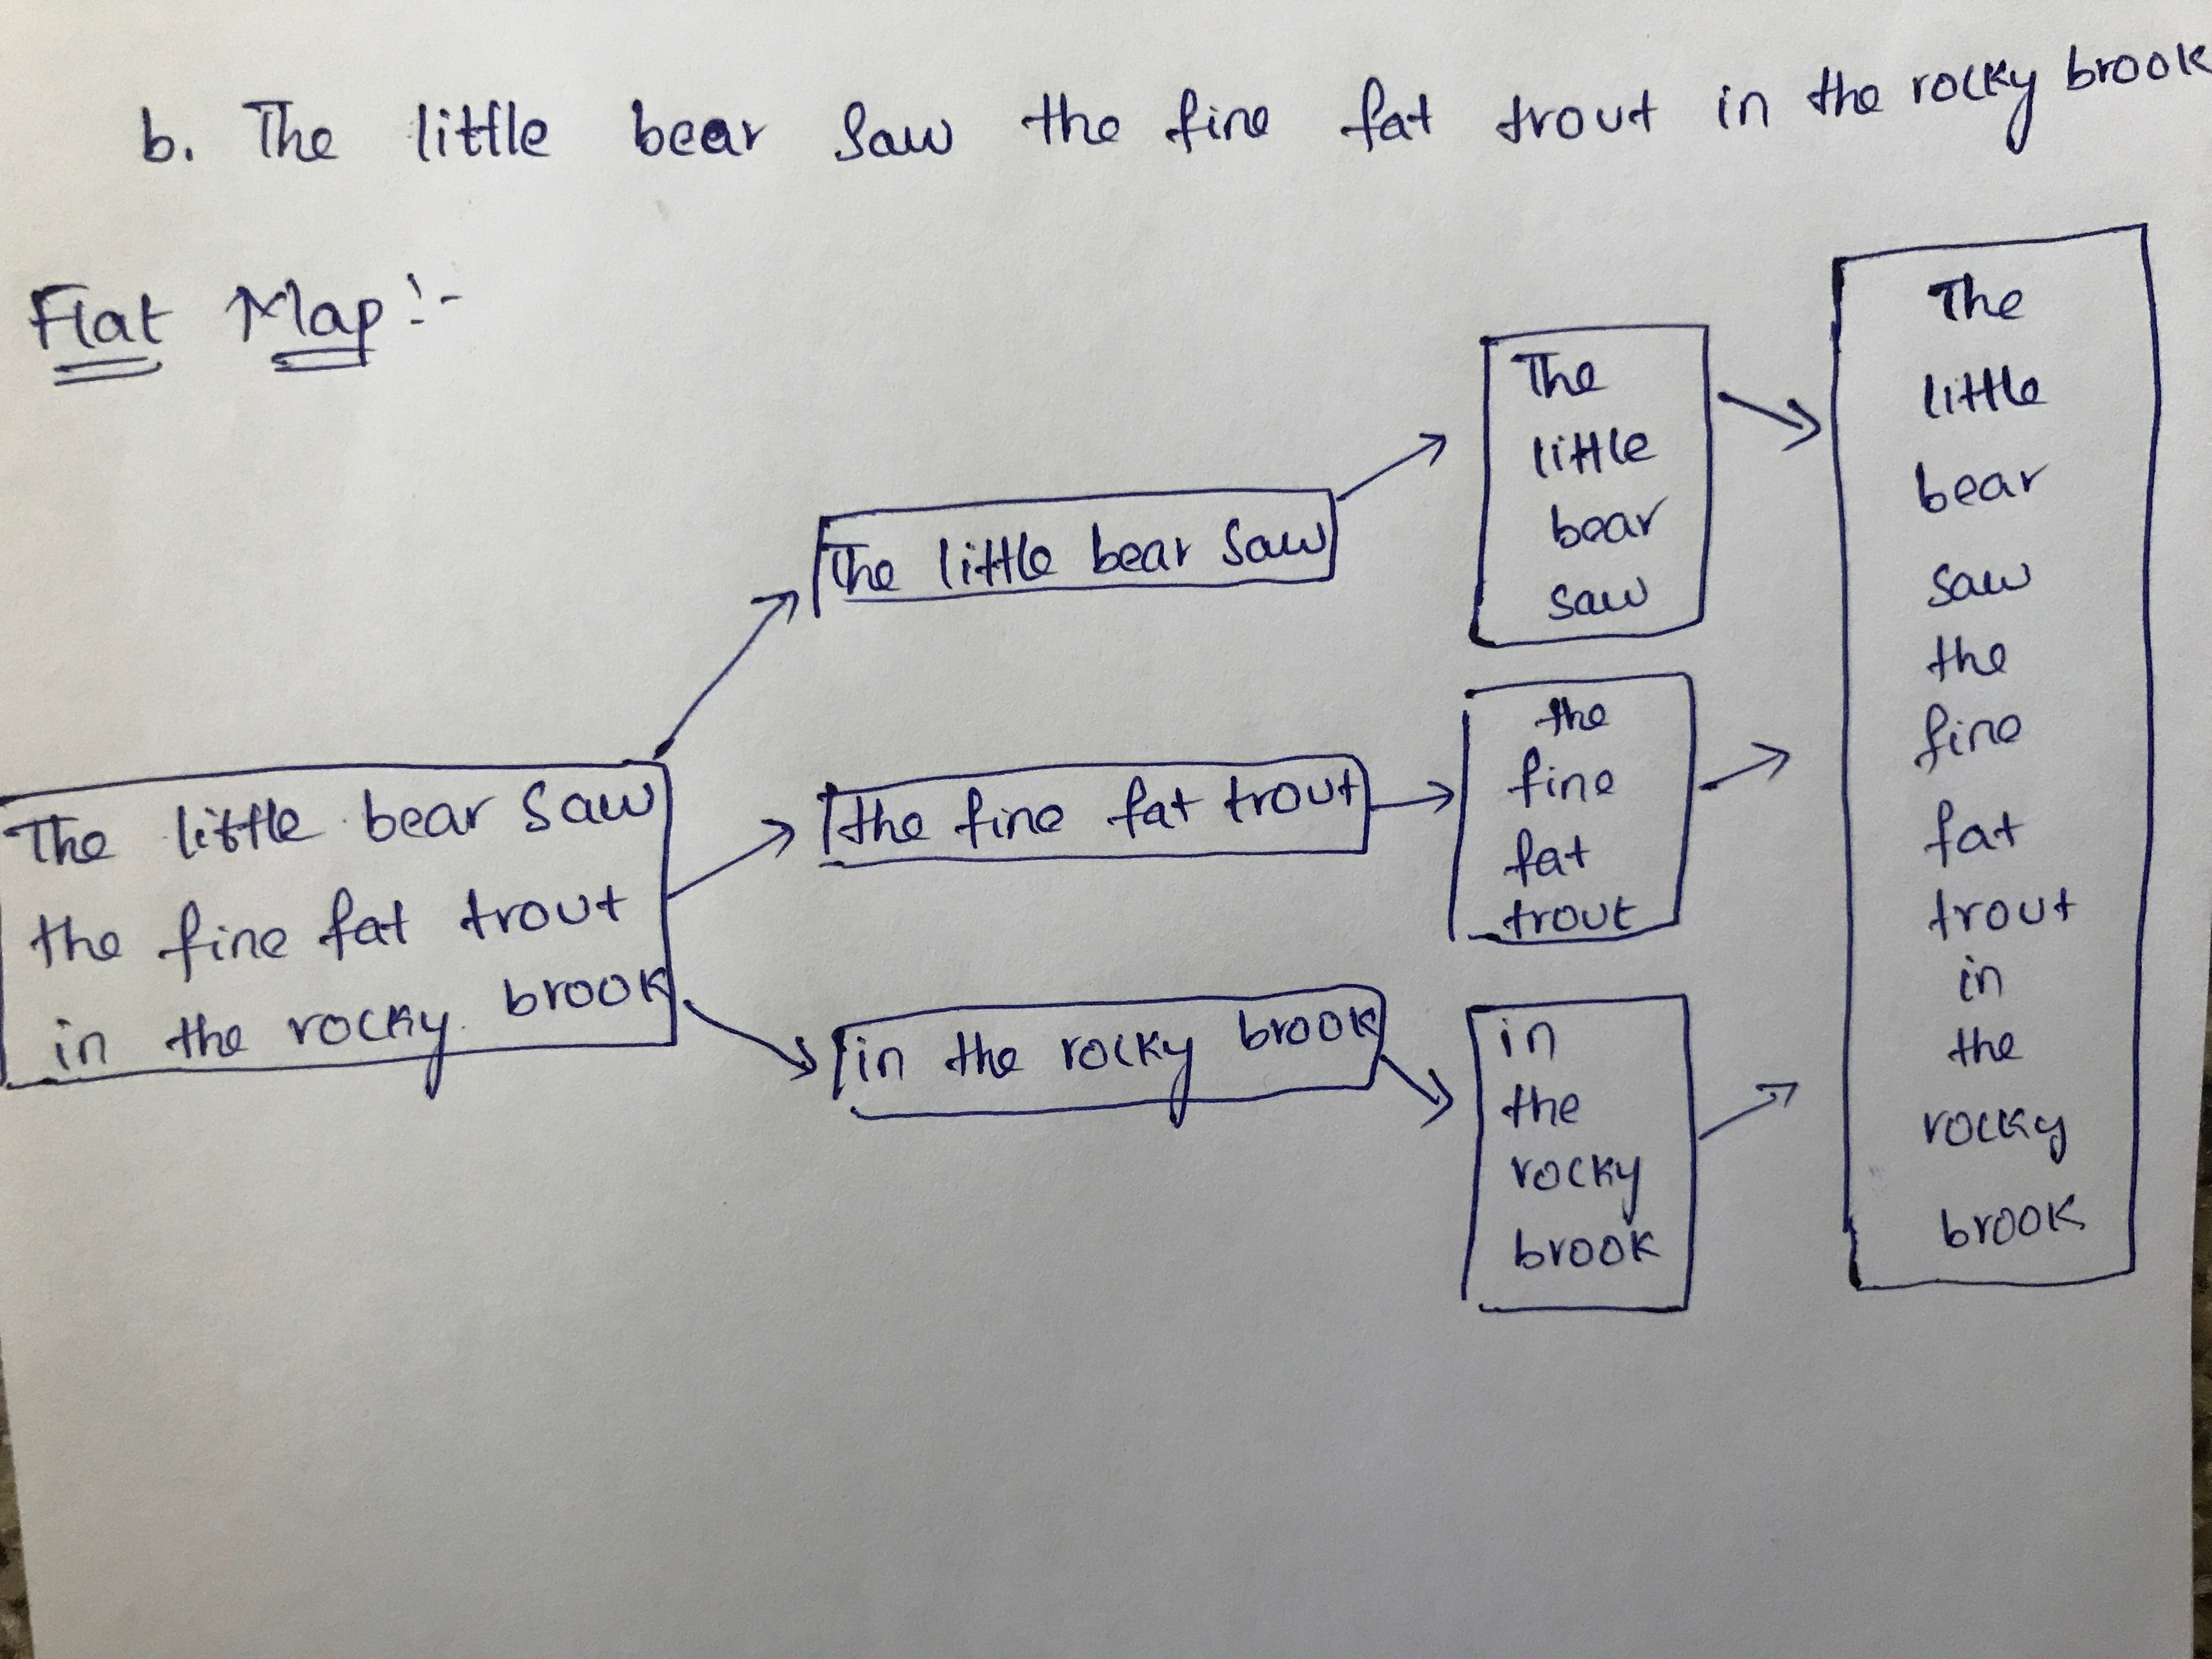 b. The little bear Saw the fine fat trout in the rocky brook
Flat Map:-
The little bear Saw
the fine fat trout
in the rocky brook
The little bear Saw
the fine fat trout
in the rocky brook
The
little
bear
saw
the
fine
fat
trout
in
the
rocky
brook
The
little
bear
saw
the
fine
fat
trout
in
the
rocky
brook